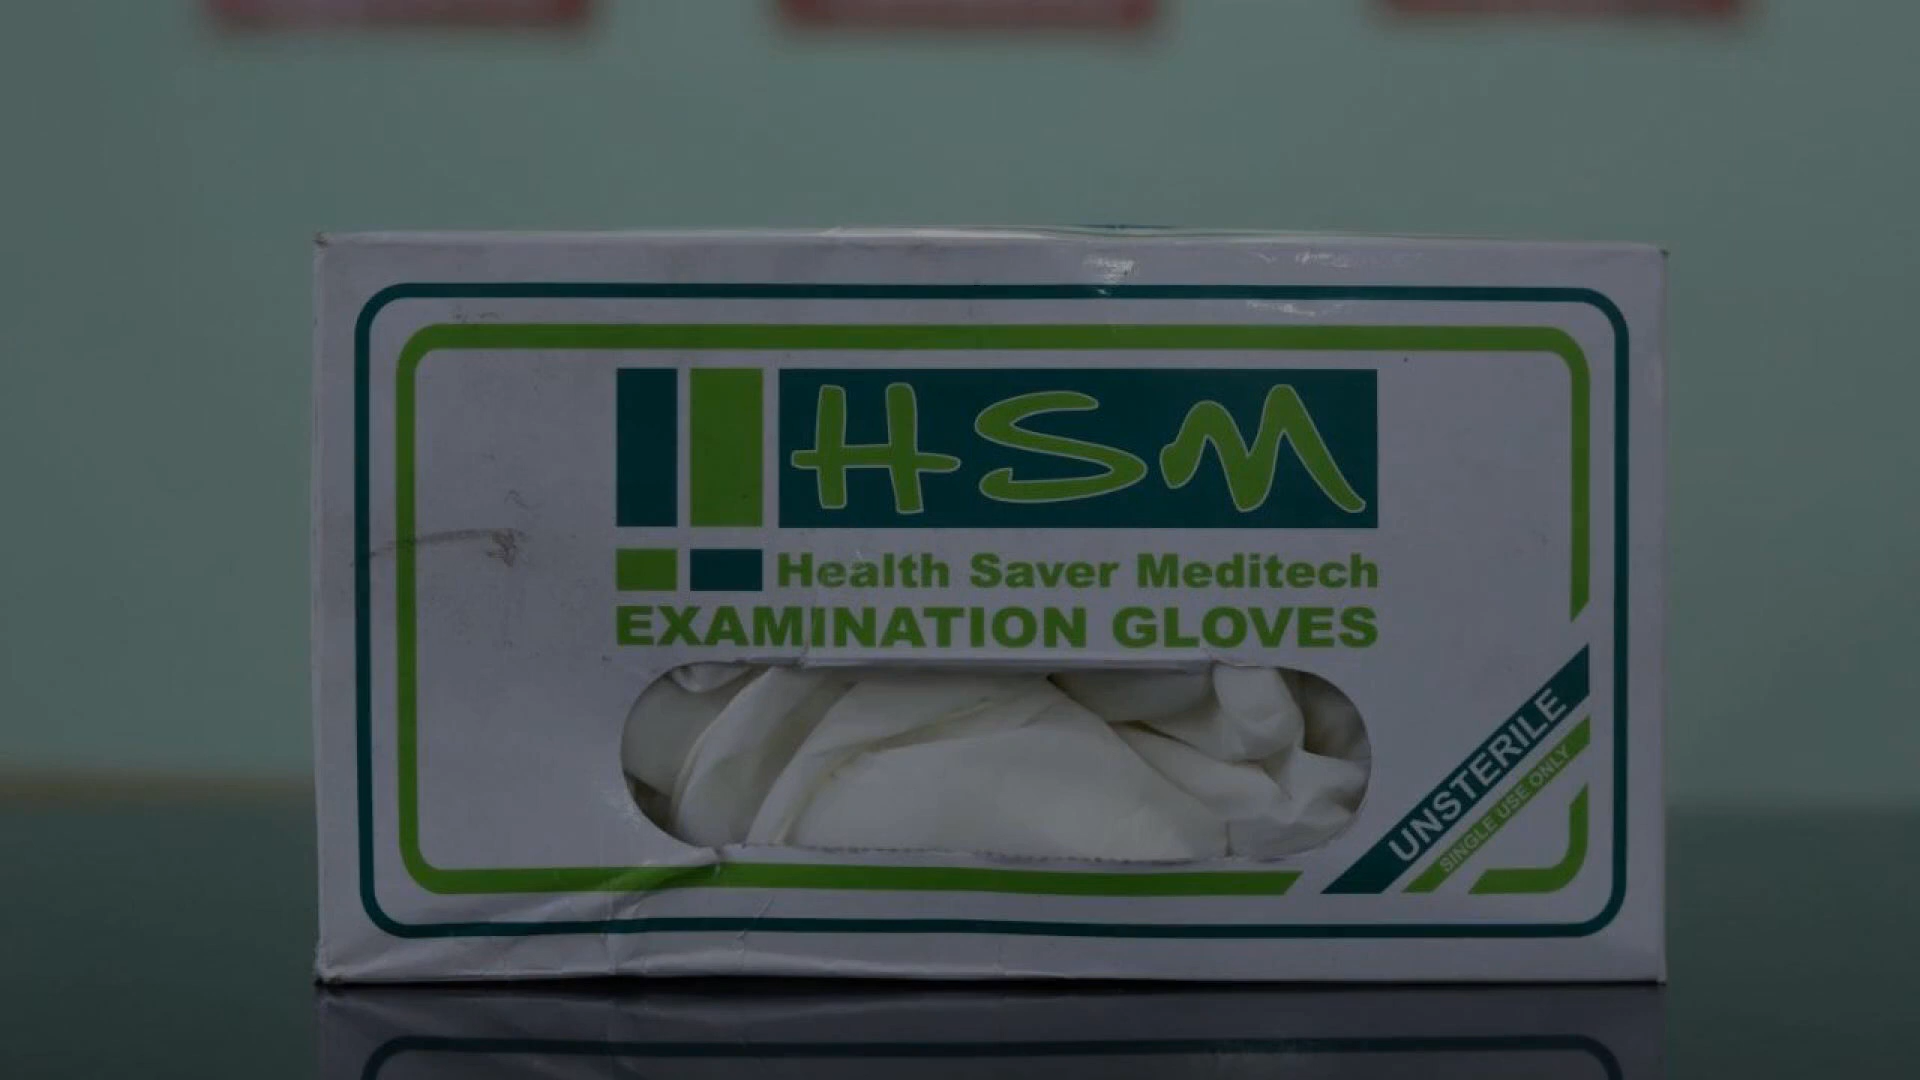 HSM
Health Saver Meditech
EXAMINATION GLOVES
UNSTERILE
SINGLE USE ONLY